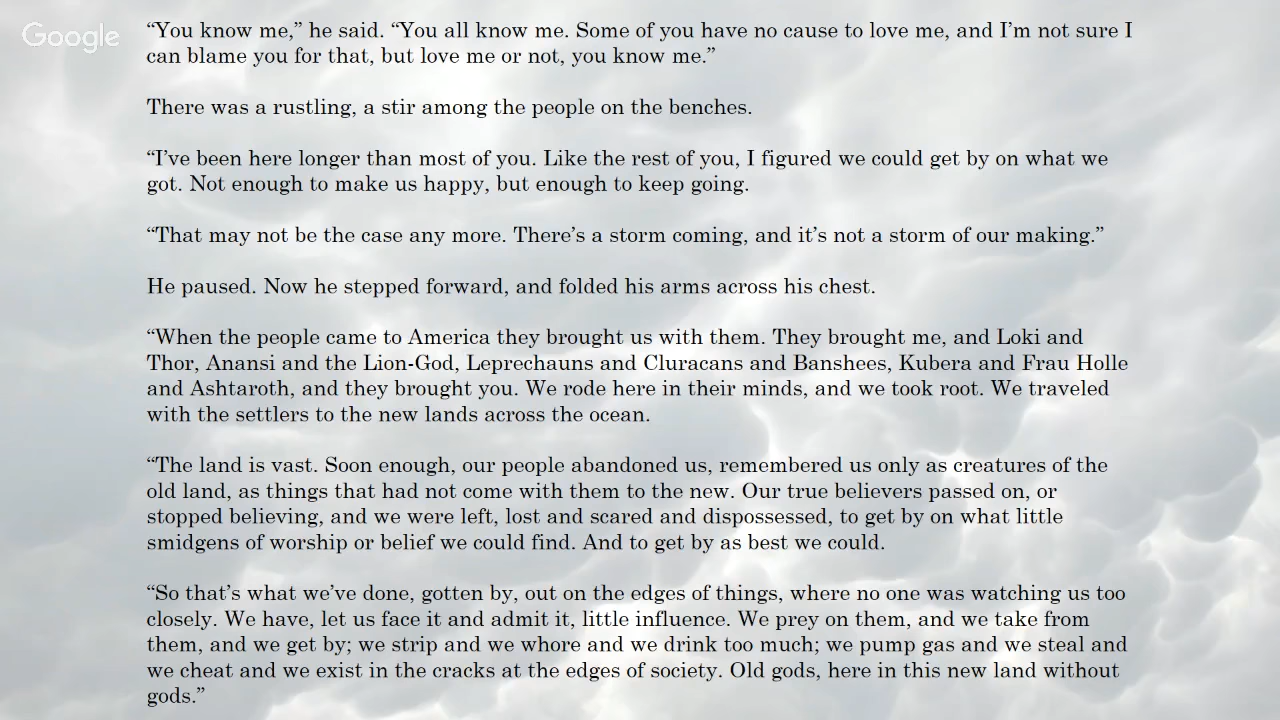 Google
“You know me,” he said. “You all know me. Some of you have no cause to love me, and I’m not sure I
can blame you for that, but love me or not, you know me.”
There was a rustling, a stir among the people on the benches.
“I’ve been here longer than most of you. Like the rest of you, I figured we could get by on what we
got. Not enough to make us happy, but enough to keep going.
“That may not be the case any more. There’s a storm coming, and it’s not a storm of our making.”
He paused. Now he stepped forward, and folded his arms across his chest.
“When the people came to America they brought us with them. They brought me, and Loki and
Thor, Anansi and the Lion-God, Leprechauns and Cluracans and Banshees, Kubera and Frau Holle
and Ashtaroth, and they brought you. We rode here in their minds, and we took root. We traveled
with the settlers to the new lands across the ocean.
“The land is vast. Soon enough, our people abandoned us, remembered us only as creatures of the
old land, as things that had not come with them to the new. Our true believers passed on, or
stopped believing, and we were left, lost and scared and dispossessed, to get by on what little
smidgens of worship or belief we could find. And to get by as best we could.
“So that’s what we’ve done, gotten by, out on the edges of things, where no one was watching us too
closely. We have, let us face it and admit it, little influence. We prey on them, and we take from
them, and we get by; we strip and we whore and we drink too much; we pump gas and we steal and
we cheat and we exist in the cracks at the edges of society. Old gods, here in this new land without
gods.”